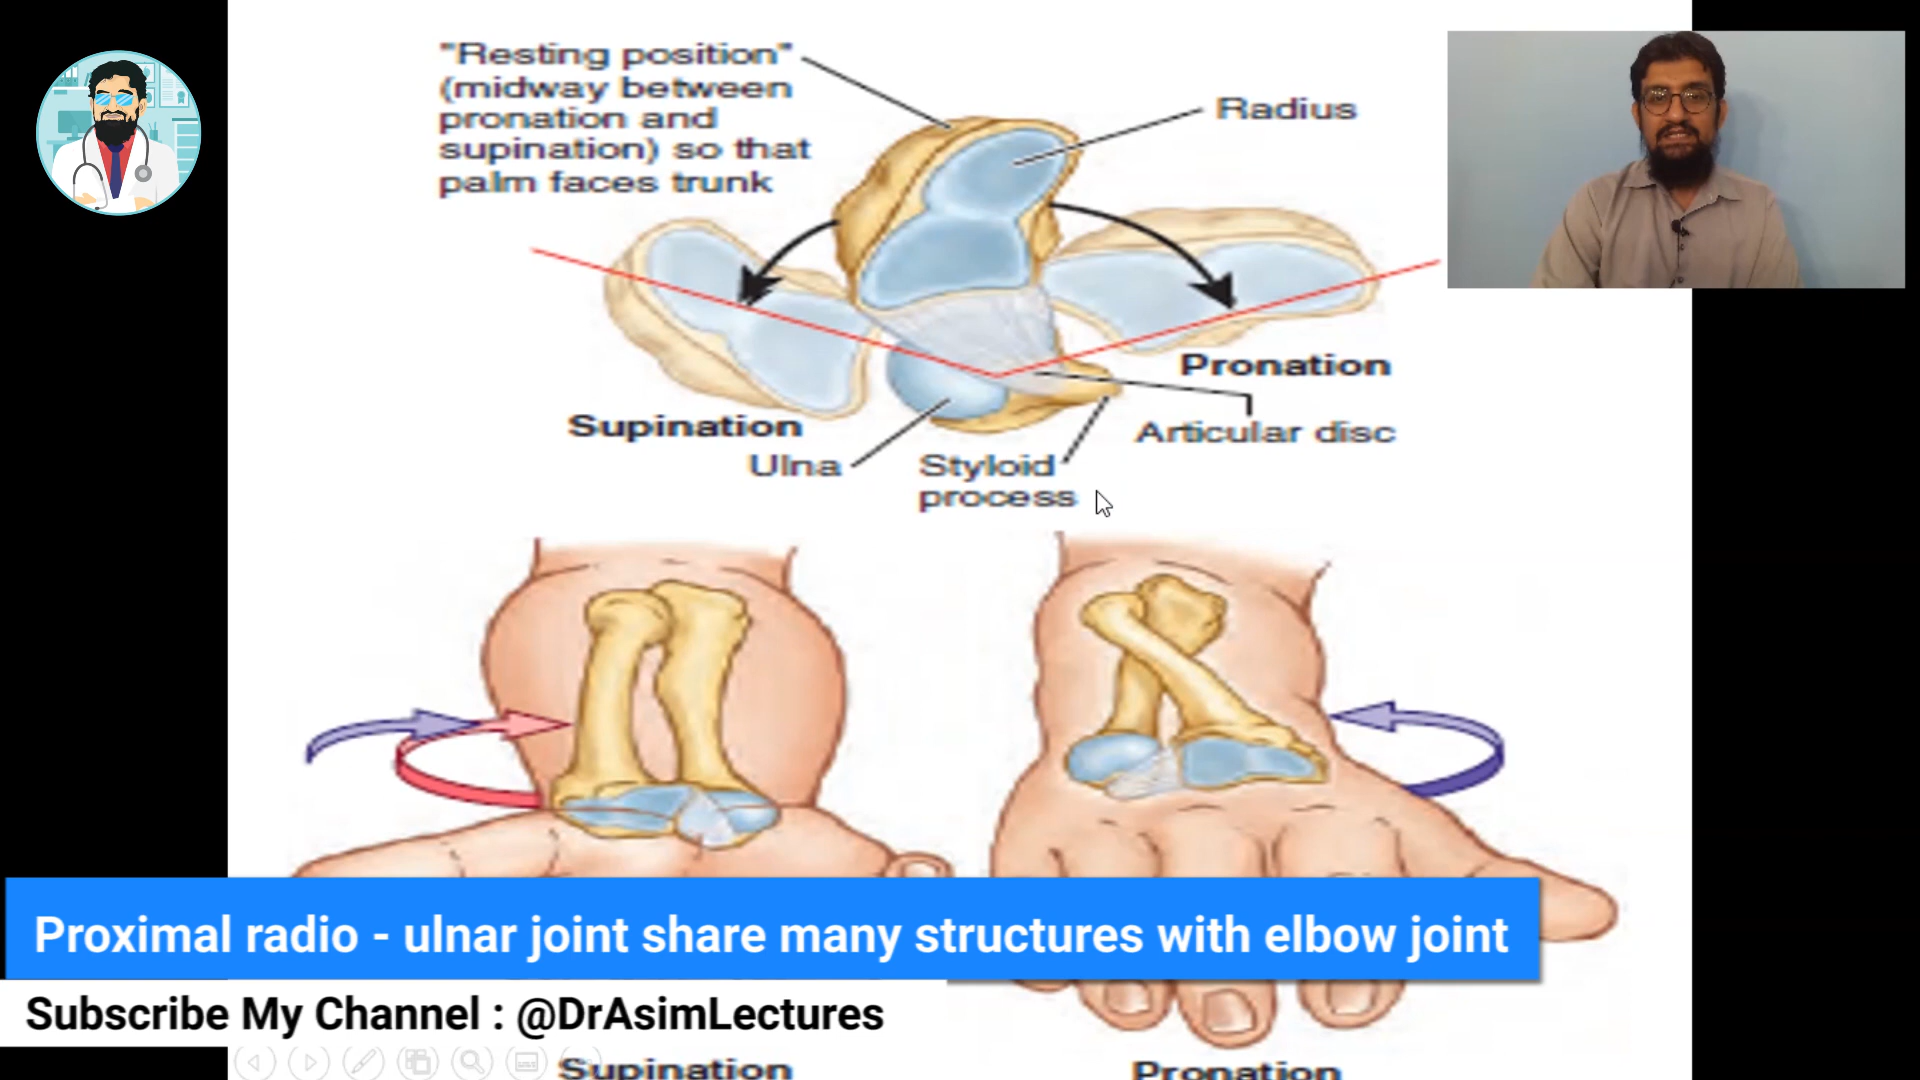 "Resting position"
(midway between
pronation and
supination) so that
palm faces trunk
Radius
Pronation
Supination
Articular disc
Ulna
Styloid
process
Proximal radio - ulnar joint share many structures with elbow joint
Subscribe My Channel : @DrAsimLectures
Supination
Pronation